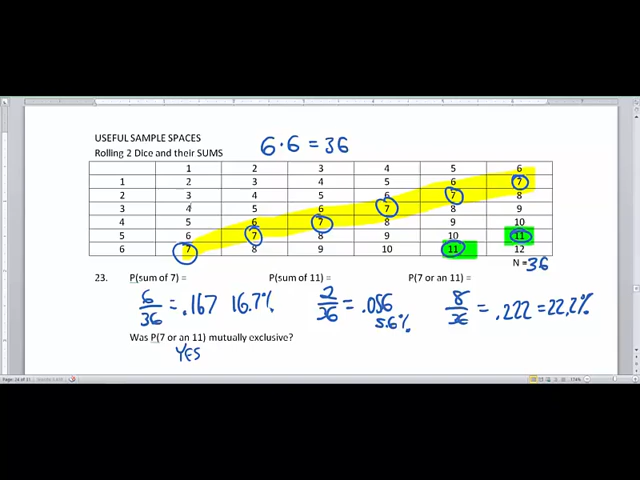 USEFUL SAMPLE SPACES
Rolling 2 Dice and their SUMS 6·6=36
1 2 3 4 5 6
1 2 3 4 5 6 7
2 3 4 5 6 7 8
3 4 5 6 7 8 9
4 5 6 7 8 9 10
5 6 7 8 9 10 11
6 7 8 9 10 11 12
N = 36
23. P(sum of 7) = P(sum of 11) = P(7 or an 11) =
6/36 = .167 16.7% 2/36 = .056 5.6% 8/36 = .222 = 22.2%
Was P(7 or an 11) mutually exclusive?
YES